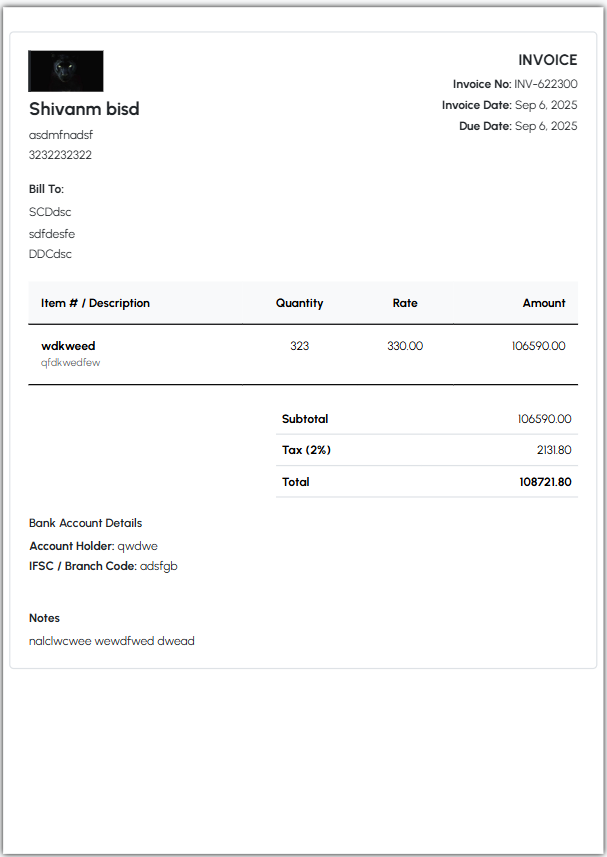 INVOICE
Invoice No: INV-622300
Invoice Date: Sep 6, 2025
Due Date: Sep 6, 2025
Shivanm bisd
asdmfnadsf
3232232322
Bill To:
SCDdsc
sdfdesfe
DDCdsc
Item # / Description Quantity Rate Amount
wdkweed 323 330.00 106590.00
qfdkwedfew
Subtotal 106590.00
Tax (2%) 2131.80
Total 108721.80
Bank Account Details
Account Holder: qwdwe
IFSC / Branch Code: adsfgb
Notes
nalclwcwee wewdfwed dwead